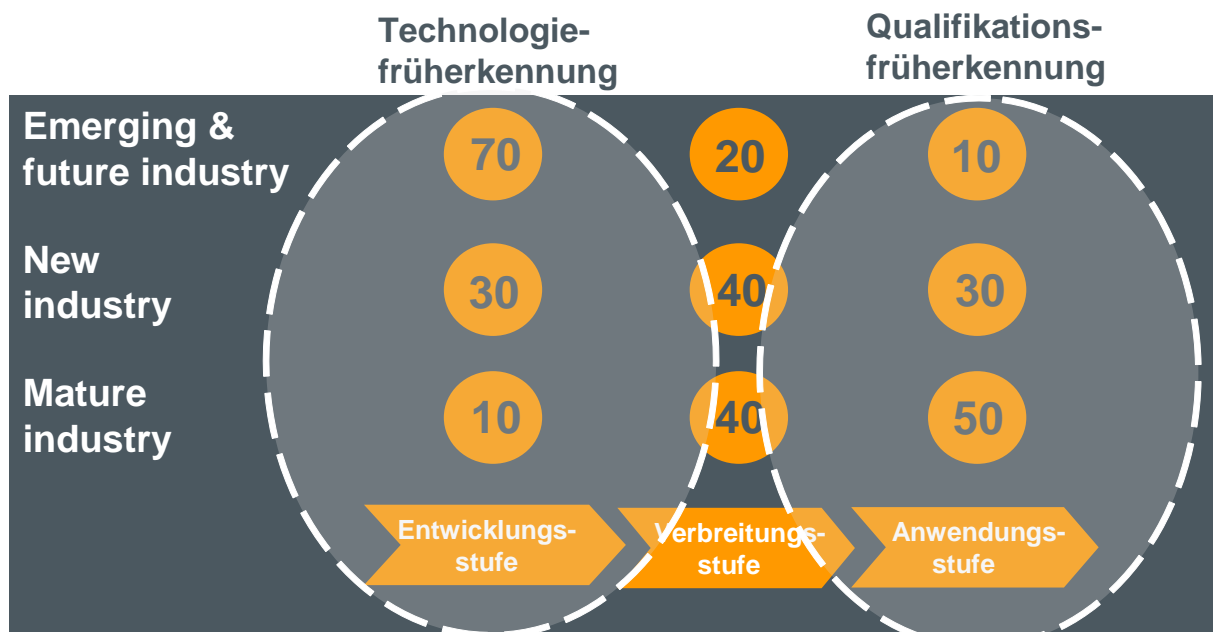 Technologie-
früherkennung
Qualifikations-
früherkennung
Emerging &
future industry
70
20
10
New
industry
30
40
30
Mature
industry
10
40
50
Entwicklungs-
stufe
Verbreitungs-
stufe
Anwendungs-
stufe